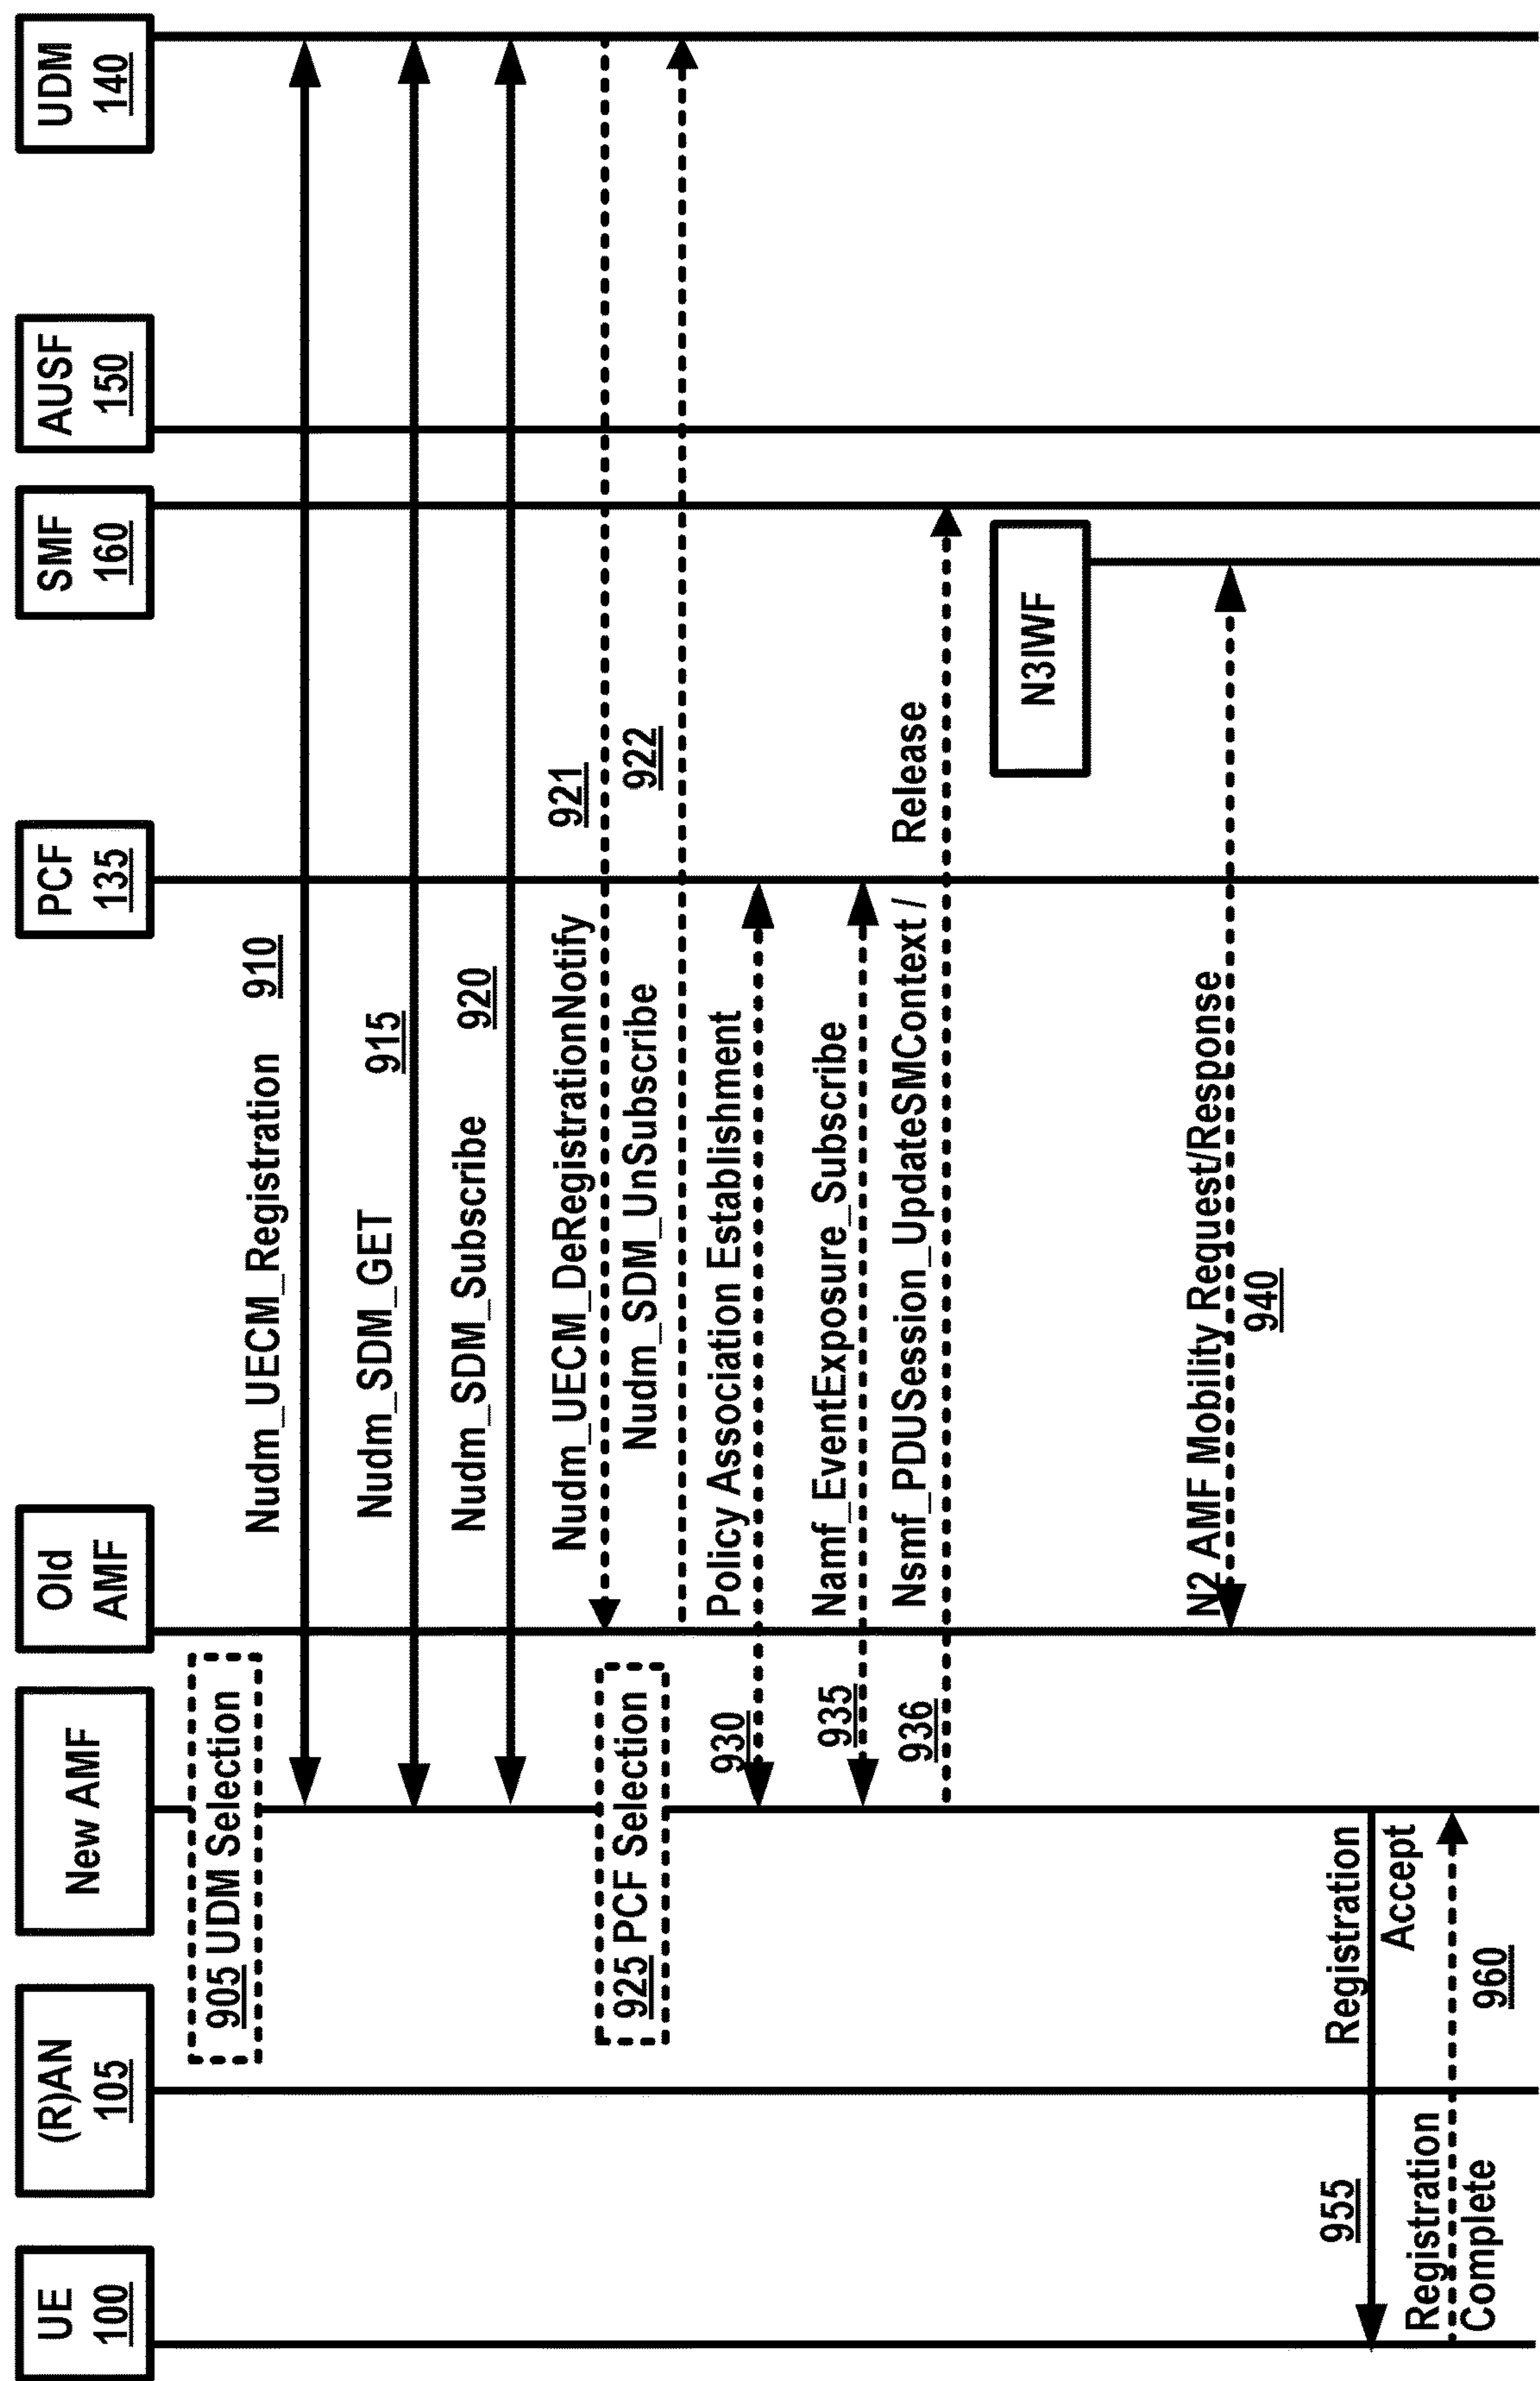 UE
100
(R)AN
105
New AMF
Old
AMF
PCF
135
SMF
160
AUSF
150
UDM
140
905 UDM Selection
Nudm_UECM_Registration 910
Nudm_SDM_GET 915
Nudm_SDM_Subscribe 920
Nudm_UECM_DeRegistrationNotify 921
925 PCF Selection
Nudm_SDM_UnSubscribe 922
Policy Association Establishment
930
Namf_EventExposure_Subscribe
935
Nsmf_PDUSession_UpdateSMContext / Release
936
N3IWF
N2 AMF Mobility Request/Response
940
955
Registration
Accept
Registration
Complete
960